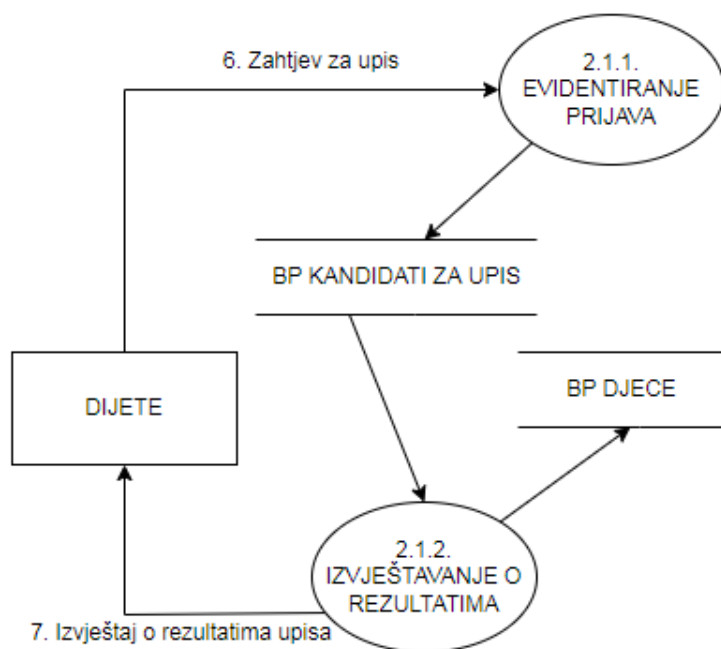 6. Zahtjev za upis
2.1.1.
EVIDENTIRANJE
PRIJAVA
BP KANDIDATI ZA UPIS
DIJETE
BP DJECE
2.1.2.
IZVJEŠTAVANJE O
REZULTATIMA
7. Izvještaj o rezultatima upisa